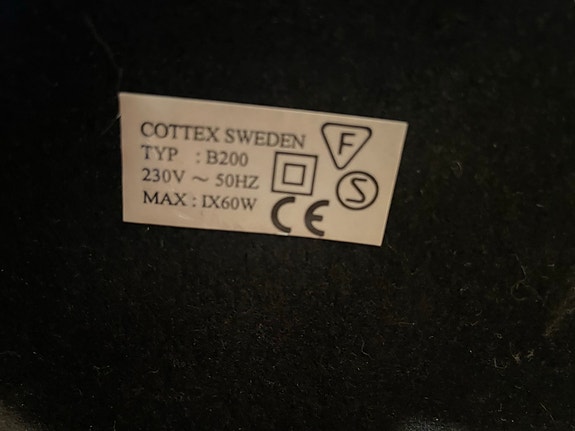 COTTEX SWEDEN
TYP : B200
230V ~ 50HZ
MAX : IX60W
F
S
CE